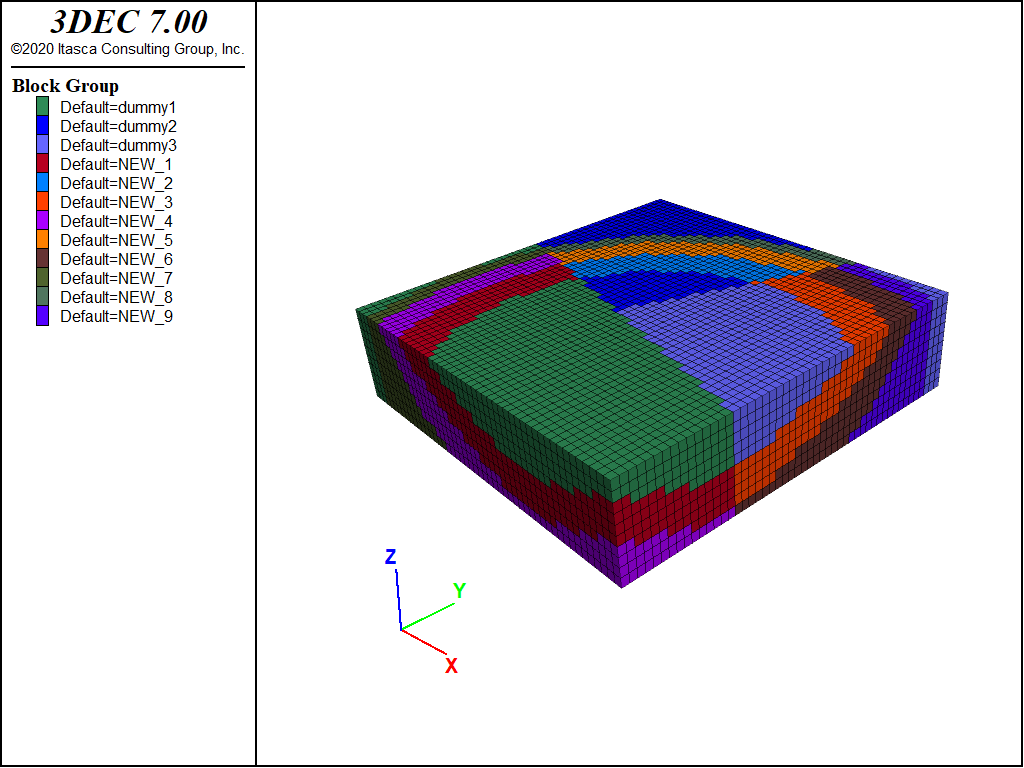 3DEC 7.00
©2020 Itasca Consulting Group, Inc.
Block Group
Default=dummy1
Default=dummy2
Default=dummy3
Default=NEW_1
Default=NEW_2
Default=NEW_3
Default=NEW_4
Default=NEW_5
Default=NEW_6
Default=NEW_7
Default=NEW_8
Default=NEW_9
Z
Y
X